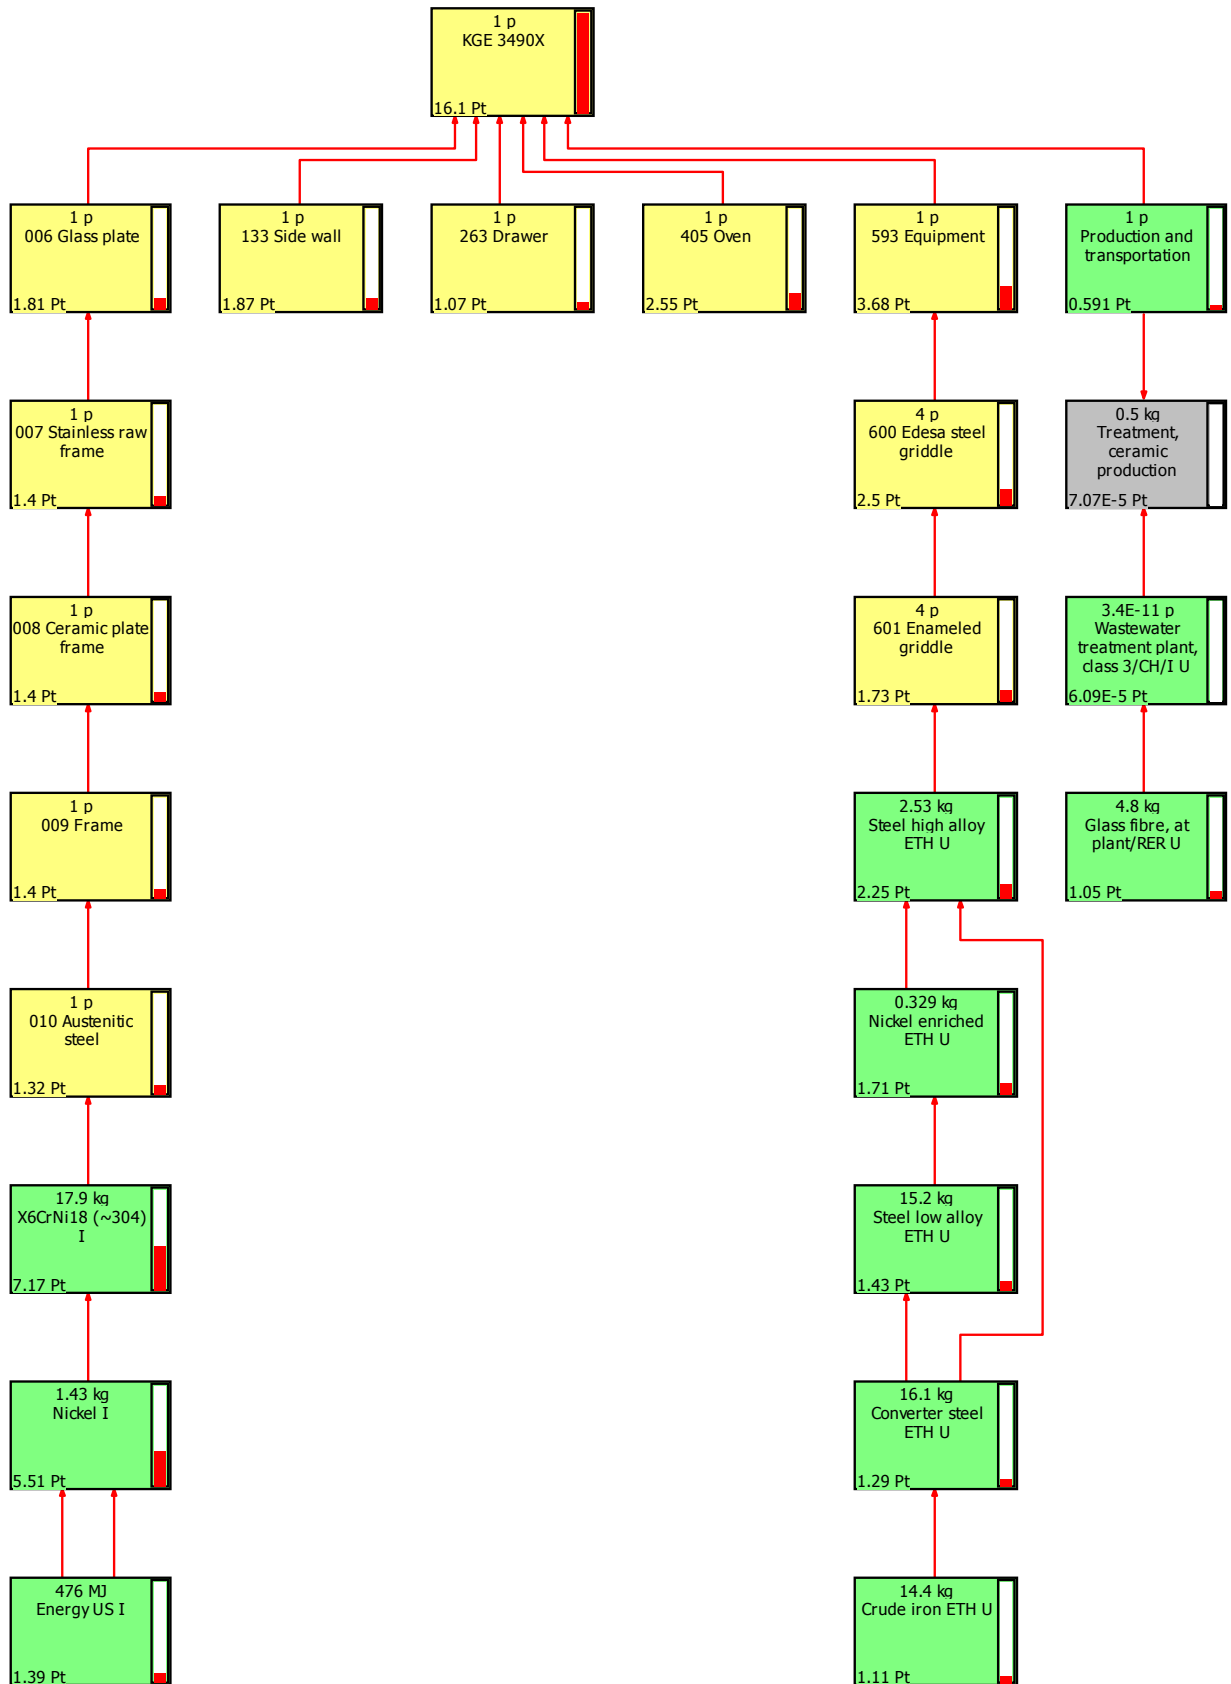 1 p
KGE 3490X
16.1 Pt
1 p
006 Glass plate
1.81 Pt
1 p
133 Side wall
1.87 Pt
1 p
263 Drawer
1.07 Pt
1 p
405 Oven
2.55 Pt
1 p
593 Equipment
3.68 Pt
1 p
Production and
transportation
0.591 Pt
1 p
007 Stainless raw
frame
1.4 Pt
4 p
600 Edesa steel
griddle
2.5 Pt
0.5 kg
Treatment,
ceramic
production
7.07E-5 Pt
1 p
008 Ceramic plate
frame
1.4 Pt
4 p
601 Enameled
griddle
1.73 Pt
3.4E-11 p
Wastewater
treatment plant,
class 3/CH/I U
6.09E-5 Pt
1 p
009 Frame
1.4 Pt
2.53 kg
Steel high alloy
ETH U
2.25 Pt
4.8 kg
Glass fibre, at
plant/RER U
1.05 Pt
1 p
010 Austenitic
steel
1.32 Pt
0.329 kg
Nickel enriched
ETH U
1.71 Pt
17.9 kg
X6CrNi18 (~304)
I
7.17 Pt
15.2 kg
Steel low alloy
ETH U
1.43 Pt
1.43 kg
Nickel I
5.51 Pt
16.1 kg
Converter steel
ETH U
1.29 Pt
476 MJ
Energy US I
1.39 Pt
14.4 kg
Crude iron ETH U
1.11 Pt